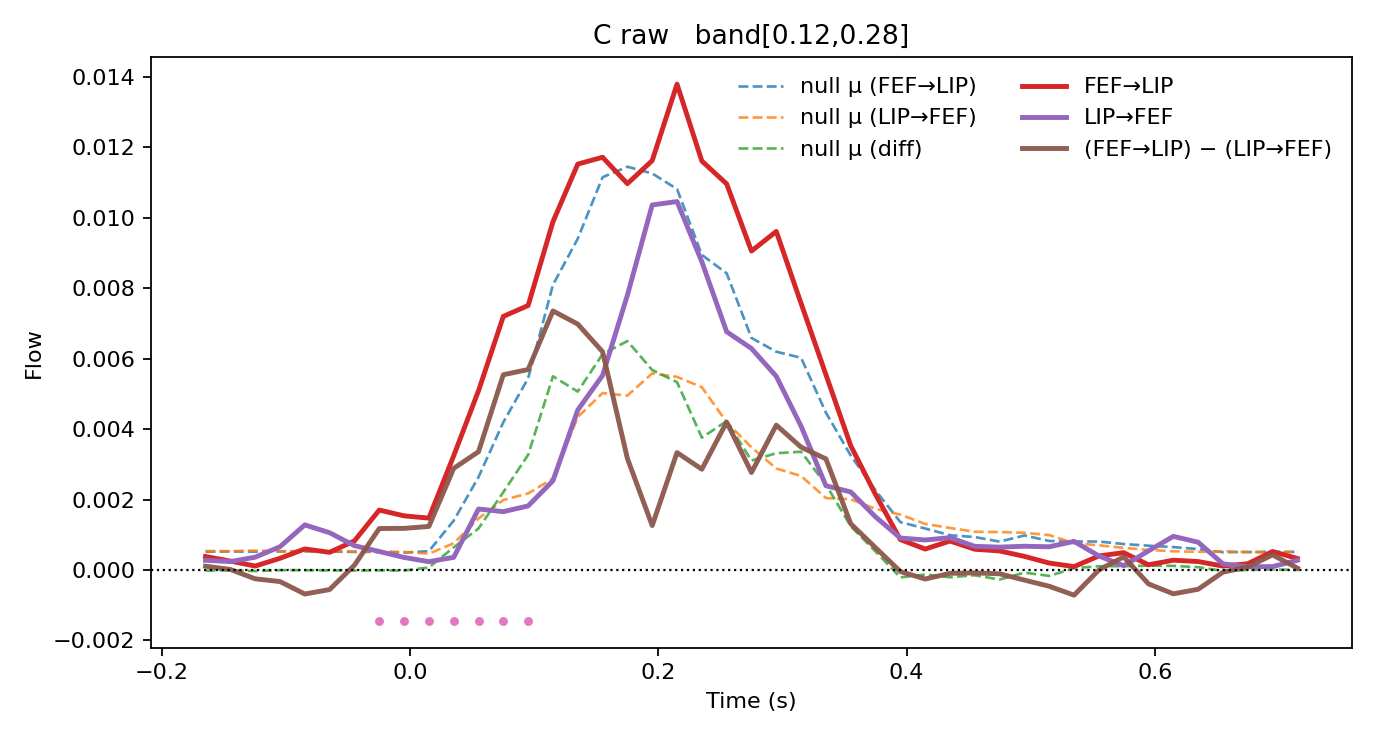 C raw   band[0.12,0.28]
null μ (FEF→LIP)
null μ (LIP→FEF)
null μ (diff)
FEF→LIP
LIP→FEF
(FEF→LIP) − (LIP→FEF)
Flow
0.014
0.012
0.010
0.008
0.006
0.004
0.002
0.000
−0.002
−0.2
0.0
0.2
0.4
0.6
Time (s)